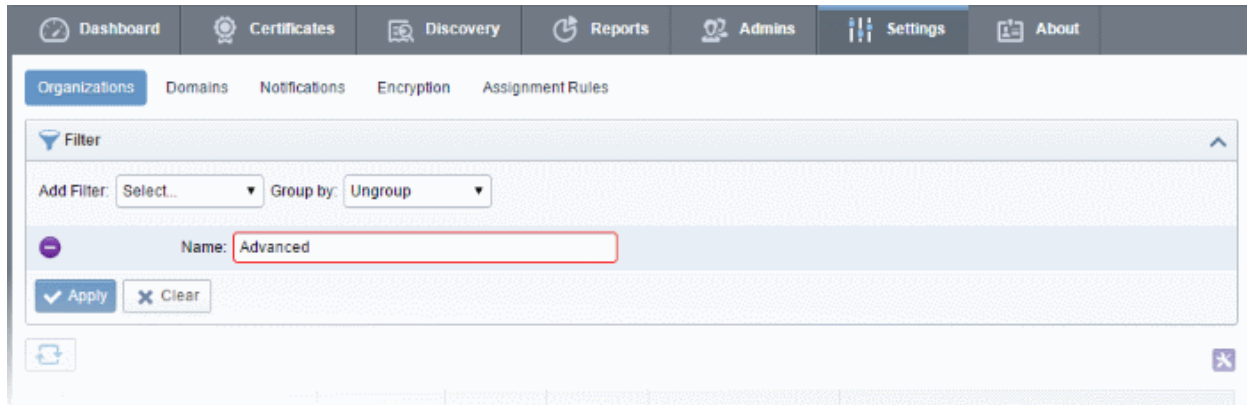 Dashboard Certificates Discovery Reports Admins Settings About
Organizations Domains Notifications Encryption Assignment Rules
Filter
Add Filter: Select... Group by: Ungroup
Name: Advanced
Apply Clear